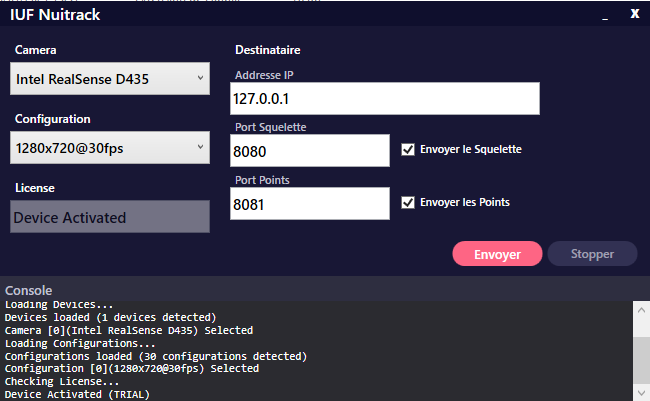 IUF Nuitrack
_ X
Camera
Intel RealSense D435
Configuration
1280x720@30fps
License
Device Activated
Destinataire
Addresse IP
127.0.0.1
Port Squelette
8080
Envoyer le Squelette
Port Points
8081
Envoyer les Points
Envoyer
Stopper
Console
Loading Devices...
Devices loaded (1 devices detected)
Camera [0](Intel RealSense D435) Selected
Loading Configurations...
Configurations loaded (30 configurations detected)
Configuration [0](1280x720@30fps) Selected
Checking License...
Device Activated (TRIAL)